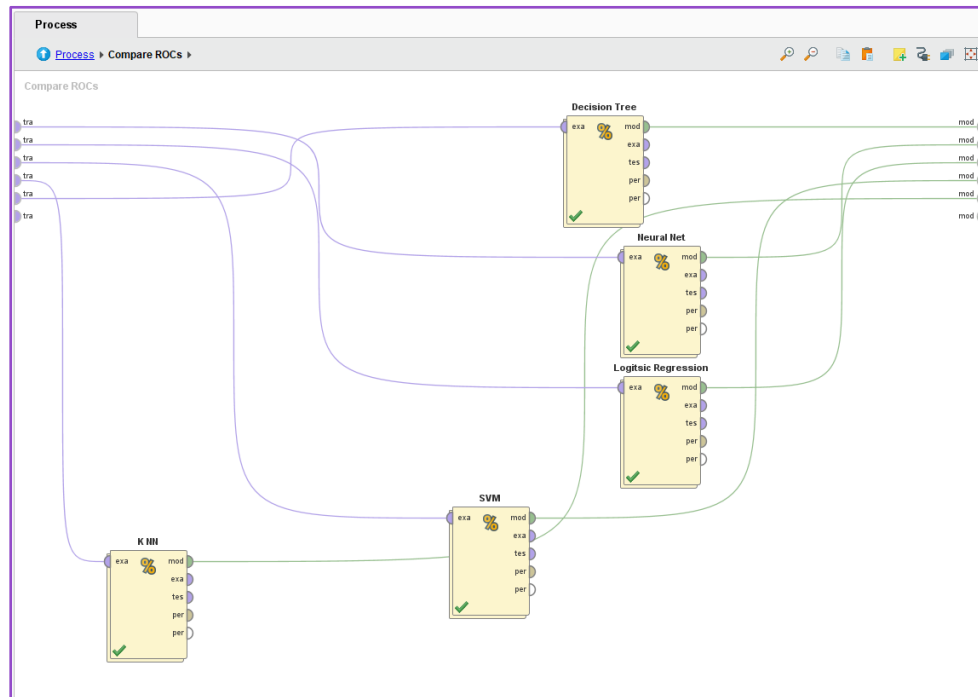 Process
Process ▸ Compare ROCs ▸
Compare ROCs
tra
tra
tra
tra
tra
tra
mod
mod
mod
mod
mod
mod
Decision Tree
exa mod
exa
tes
per
per
Neural Net
exa mod
exa
tes
per
per
Logitsic Regression
exa mod
exa
tes
per
per
SVM
exa mod
exa
tes
per
per
K NN
exa mod
exa
tes
per
per